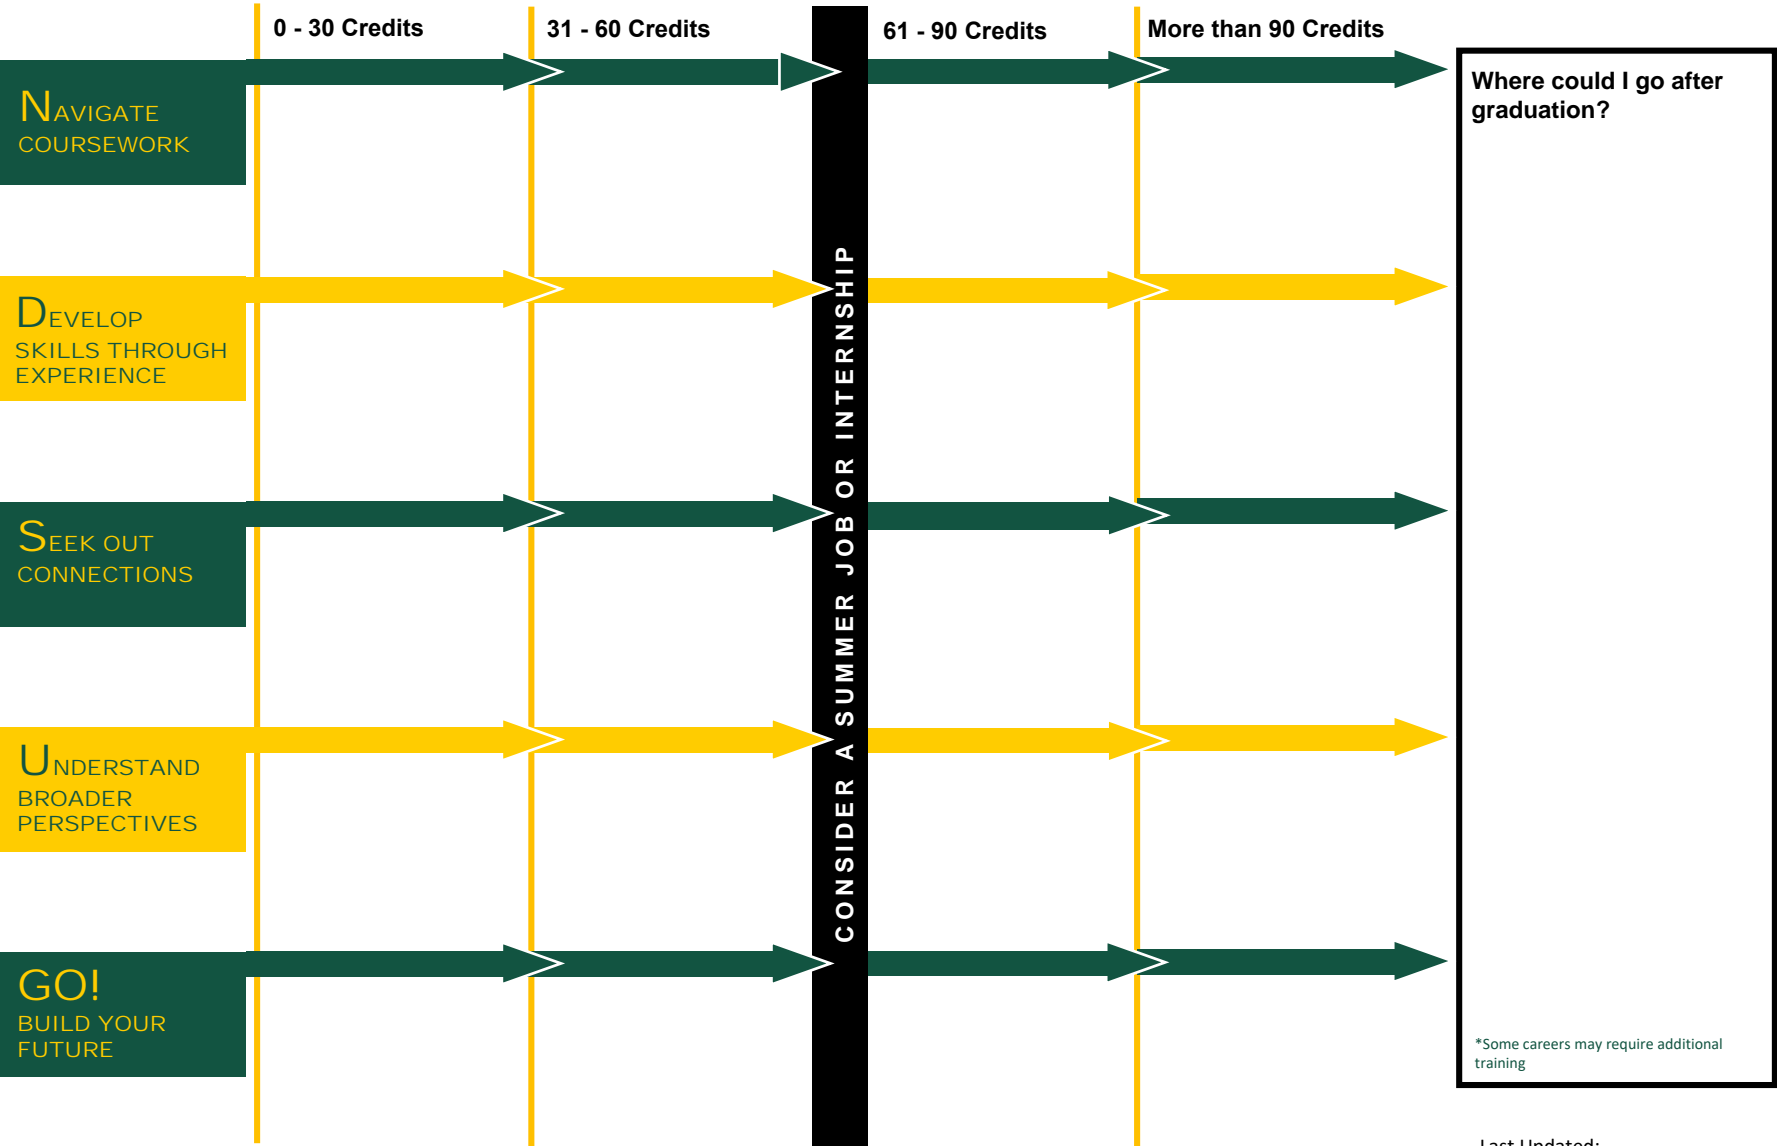 0 - 30 Credits
31 - 60 Credits
61 - 90 Credits
More than 90 Credits
NAVIGATE
COURSEWORK
DEVELOP
SKILLS THROUGH
EXPERIENCE
SEEK OUT
CONNECTIONS
UNDERSTAND
BROADER
PERSPECTIVES
GO!
BUILD YOUR
FUTURE
CONSIDER A SUMMER JOB OR INTERNSHIP
Where could I go after
graduation?
*Some careers may require additional
training
Last Updated: